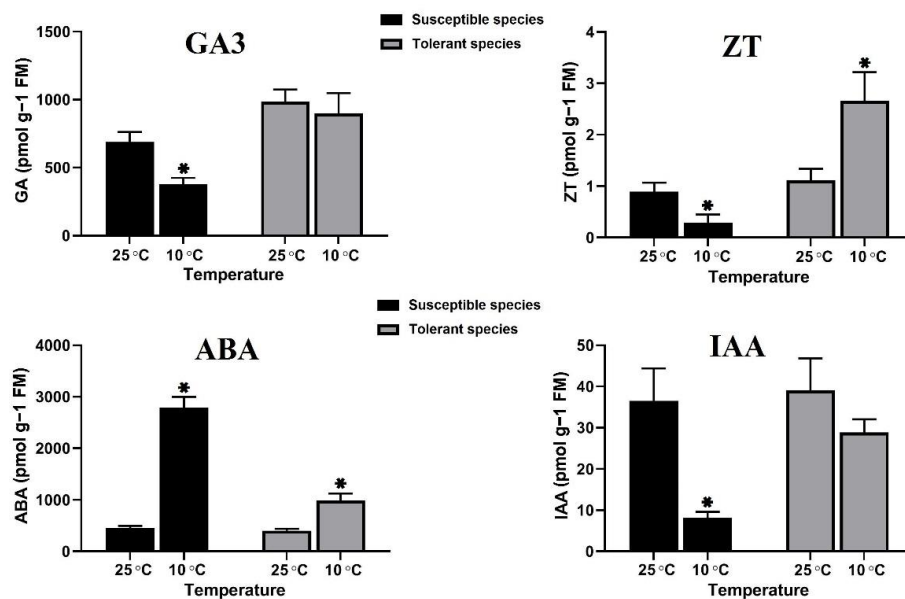 GA3
GA (pmol g−1 FM)
1500
1000
500
0
25 °C
10 °C
25 °C
10 °C
Temperature
*
Susceptible species
Tolerant species
ZT
ZT (pmol g−1 FM)
4
3
2
1
0
25 °C
10 °C
25 °C
10 °C
Temperature
*
*
ABA
ABA (pmol g−1 FM)
4000
3000
2000
1000
0
25 °C
10 °C
25 °C
10 °C
Temperature
*
*
Susceptible species
Tolerant species
IAA
IAA (pmol g−1 FM)
50
40
30
20
10
0
25 °C
10 °C
25 °C
10 °C
Temperature
*